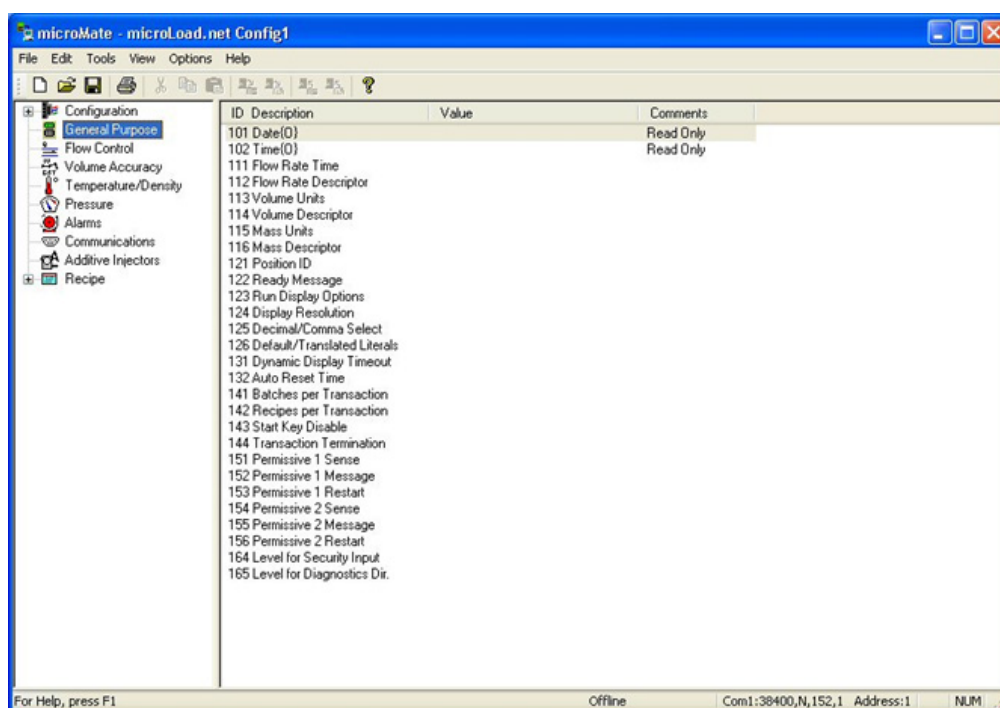 microMate - microLoad.net Config1
File Edit Tools View Options Help
Configuration
General Purpose
Flow Control
Volume Accuracy
Temperature/Density
Pressure
Alarms
Communications
Additive Injectors
Recipe
ID Description Value Comments
101 Date{O} Read Only
102 Time{O} Read Only
111 Flow Rate Time
112 Flow Rate Descriptor
113 Volume Units
114 Volume Descriptor
115 Mass Units
116 Mass Descriptor
121 Position ID
122 Ready Message
123 Run Display Options
124 Display Resolution
125 Decimal/Comma Select
126 Default/Translated Literals
131 Dynamic Display Timeout
132 Auto Reset Time
141 Batches per Transaction
142 Recipes per Transaction
143 Start Key Disable
144 Transaction Termination
151 Permissive 1 Sense
152 Permissive 1 Message
153 Permissive 1 Restart
154 Permissive 2 Sense
155 Permissive 2 Message
156 Permissive 2 Restart
164 Level for Security Input
165 Level for Diagnostics Dir.
For Help, press F1 Offline Com1:38400,N,152,1 Address:1 NUM